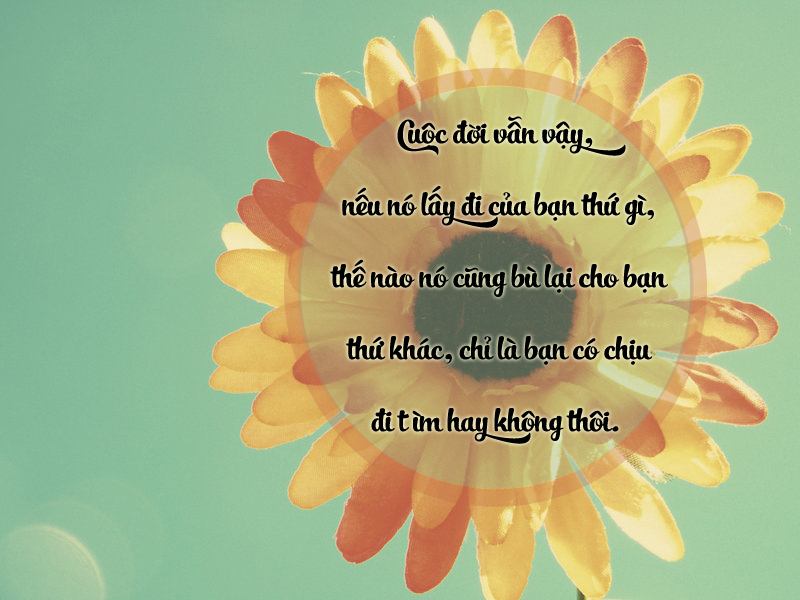 Cuộc đời vẫn vậy,
nếu nó lấy đi của bạn thứ gì,
thế nào nó cũng bù lại cho bạn
thứ khác, chỉ là bạn có chịu
đi t ìm hay không thôi.